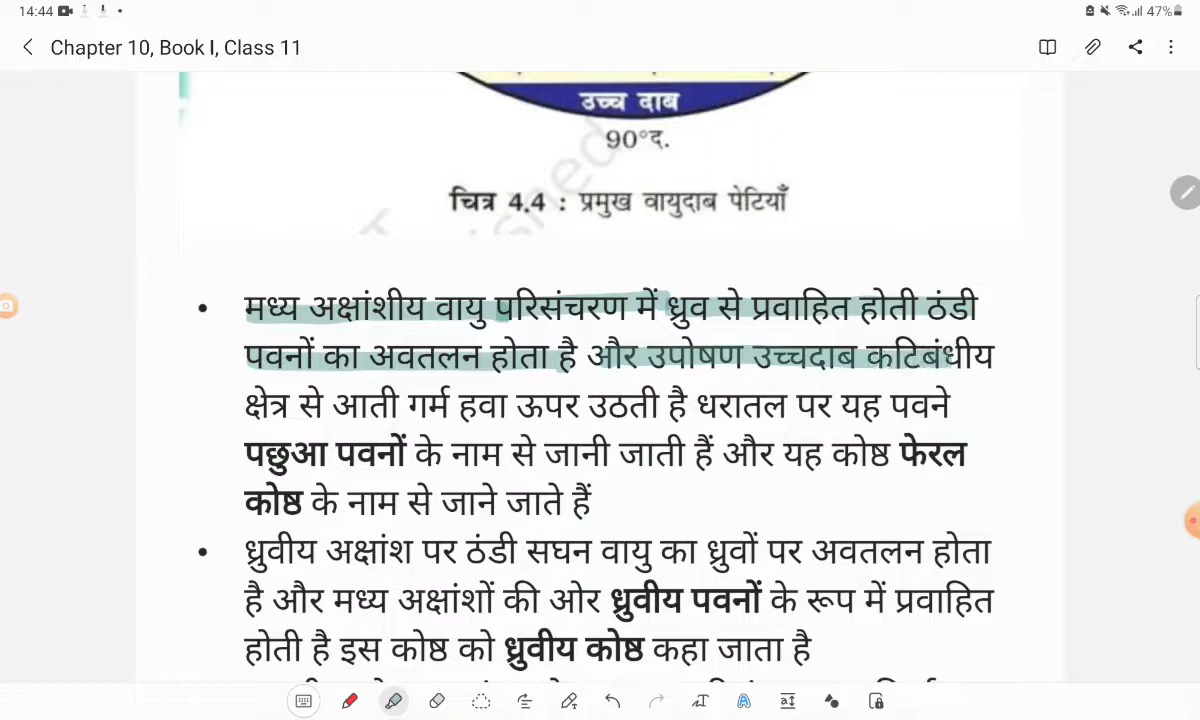 14:44
47%
Chapter 10, Book I, Class 11
उच्च दाब
90°द.
चित्र 4.4 : प्रमुख वायुदाब पेटियाँ
• मध्य अक्षांशीय वायु परिसंचरण में ध्रुव से प्रवाहित होती ठंडी
पवनों का अवतलन होता है और उपोषण उच्चदाब कटिबंधीय
क्षेत्र से आती गर्म हवा ऊपर उठती है धरातल पर यह पवने
पछुआ पवनों के नाम से जानी जाती हैं और यह कोष्ठ फेरल
कोष्ठ के नाम से जाने जाते हैं
• ध्रुवीय अक्षांश पर ठंडी सघन वायु का ध्रुवों पर अवतलन होता
है और मध्य अक्षांशों की ओर ध्रुवीय पवनों के रूप में प्रवाहित
होती है इस कोष्ठ को ध्रुवीय कोष्ठ कहा जाता है